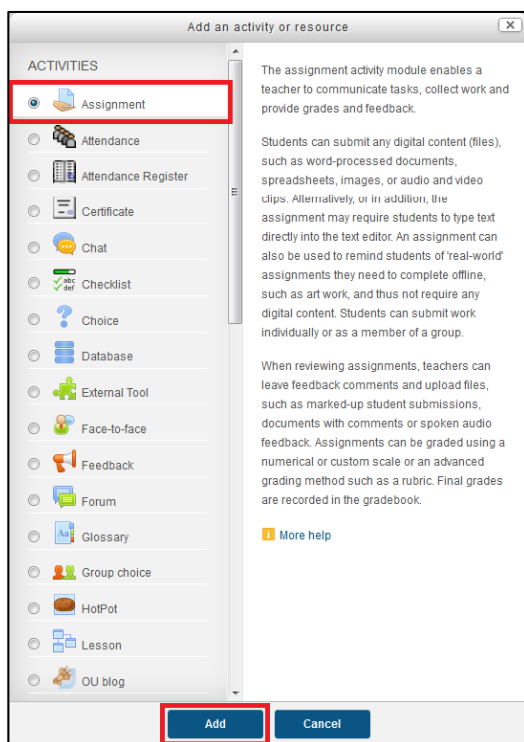 Add an activity or resource
ACTIVITIES
Assignment
Attendance
Attendance Register
Certificate
Chat
Checklist
Choice
Database
External Tool
Face-to-face
Feedback
Forum
Glossary
Group choice
HotPot
Lesson
OU blog
The assignment activity module enables a
teacher to communicate tasks, collect work and
provide grades and feedback.
Students can submit any digital content (files),
such as word-processed documents,
spreadsheets, images, or audio and video
clips. Alternatively, or in addition, the
assignment may require students to type text
directly into the text editor. An assignment can
also be used to remind students of 'real-world'
assignments they need to complete offline,
such as art work, and thus not require any
digital content. Students can submit work
individually or as a member of a group.
When reviewing assignments, teachers can
leave feedback comments and upload files,
such as marked-up student submissions,
documents with comments or spoken audio
feedback. Assignments can be graded using a
numerical or custom scale or an advanced
grading method such as a rubric. Final grades
are recorded in the gradebook.
More help
Add
Cancel